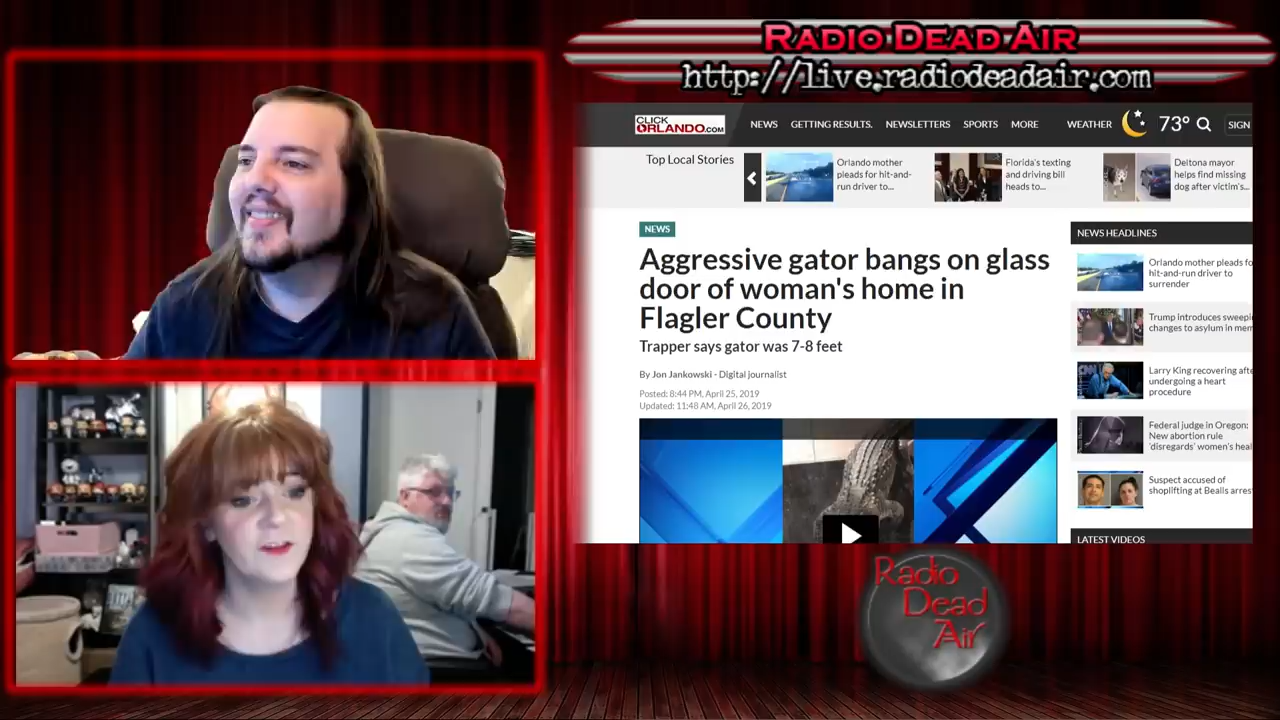 RADIO DEAD AIR
http://live.radiodeadair.com
CLICK
ORLANDO.COM
NEWS
GETTING RESULTS.
NEWSLETTERS
SPORTS
MORE
WEATHER
73°
SIGN
Top Local Stories
Orlando mother
pleads for hit-and-
run driver to...
Florida's texting
and driving bill
heads to...
Deltona mayor
helps find missing
dog after victim's...
NEWS
Aggressive gator bangs on glass
door of woman's home in
Flagler County
Trapper says gator was 7-8 feet
By Jon Jankowski - Digital journalist
Posted: 8:44 PM, April 25, 2019
Updated: 11:48 AM, April 26, 2019
NEWS HEADLINES
Orlando mother pleads fo
hit-and-run driver to
surrender
Trump introduces sweepi
changes to asylum in mem
Larry King recovering afte
undergoing a heart
procedure
Federal judge in Oregon:
New abortion rule
'disregards' women's heal
Suspect accused of
shoplifting at Bealls arres
LATEST VIDEOS
Radio
Dead
Air